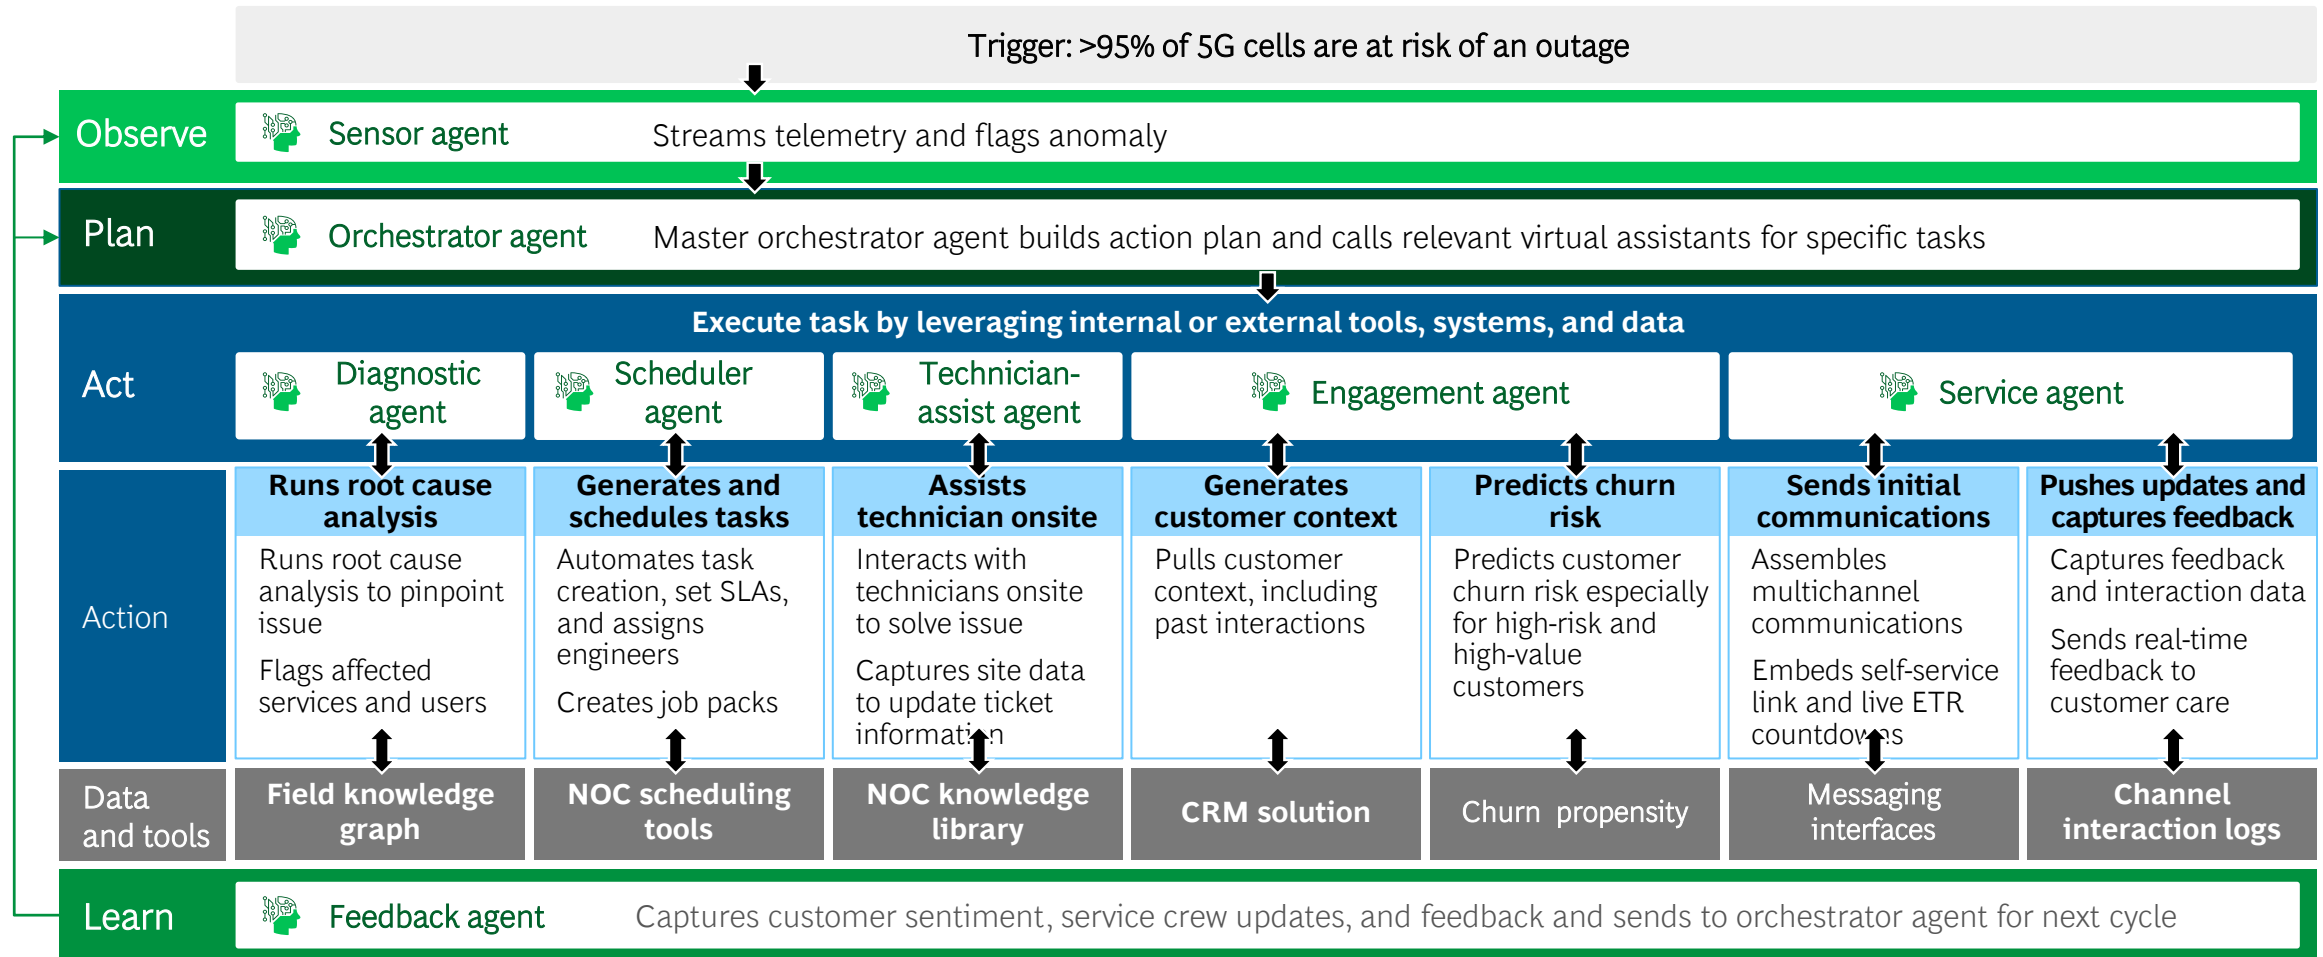 Trigger: >95% of 5G cells are at risk of an outage
Observe
Sensor agent
Streams telemetry and flags anomaly
Plan
Orchestrator agent
Master orchestrator agent builds action plan and calls relevant virtual assistants for specific tasks
Execute task by leveraging internal or external tools, systems, and data
Act
Diagnostic
agent
Scheduler
agent
Technician-
assist agent
Engagement agent
Service agent
Action
Runs root cause
analysis
Runs root cause
analysis to pinpoint
issue
Flags affected
services and users
Generates and
schedules tasks
Automates task
creation, set SLAs,
and assigns
engineers
Creates job packs
Assists
technician onsite
Interacts with
technicians onsite
to solve issue
Captures site data
to update ticket
information
Generates
customer context
Pulls customer
context, including
past interactions
Predicts churn
risk
Predicts customer
churn risk especially
for high-risk and
high-value
customers
Sends initial
communications
Assembles
multichannel
communications
Embeds self-service
link and live ETR
countdowns
Pushes updates and
captures feedback
Captures feedback
and interaction data
Sends real-time
feedback to
customer care
Data
and tools
Field knowledge
graph
NOC scheduling
tools
NOC knowledge
library
CRM solution
Churn propensity
Messaging
interfaces
Channel
interaction logs
Learn
Feedback agent
Captures customer sentiment, service crew updates, and feedback and sends to orchestrator agent for next cycle